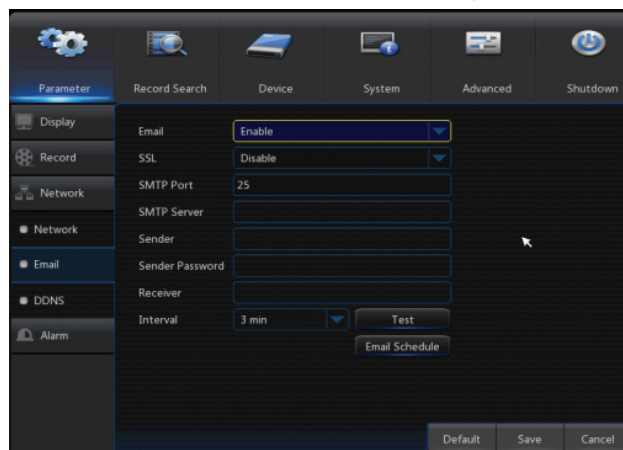 Parameter Record Search Device System Advanced Shutdown
Display
Record
Network
Network
Email
DDNS
Alarm
Email Enable
SSL Disable
SMTP Port 25
SMTP Server
Sender
Sender Password
Receiver
Interval 3 min Test
Email Schedule
Default Save Cancel